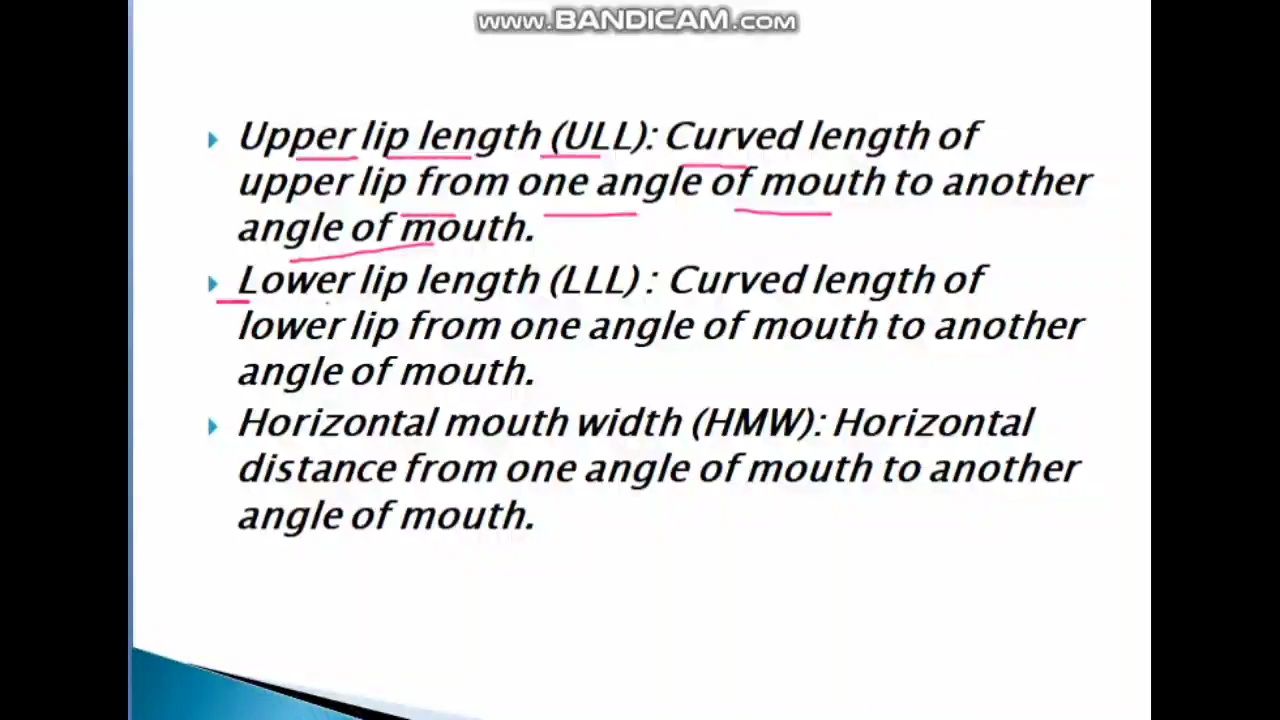 www.BANDICAM.com
Upper lip length (ULL): Curved length of
upper lip from one angle of mouth to another
angle of mouth.
Lower lip length (LLL) : Curved length of
lower lip from one angle of mouth to another
angle of mouth.
Horizontal mouth width (HMW): Horizontal
distance from one angle of mouth to another
angle of mouth.